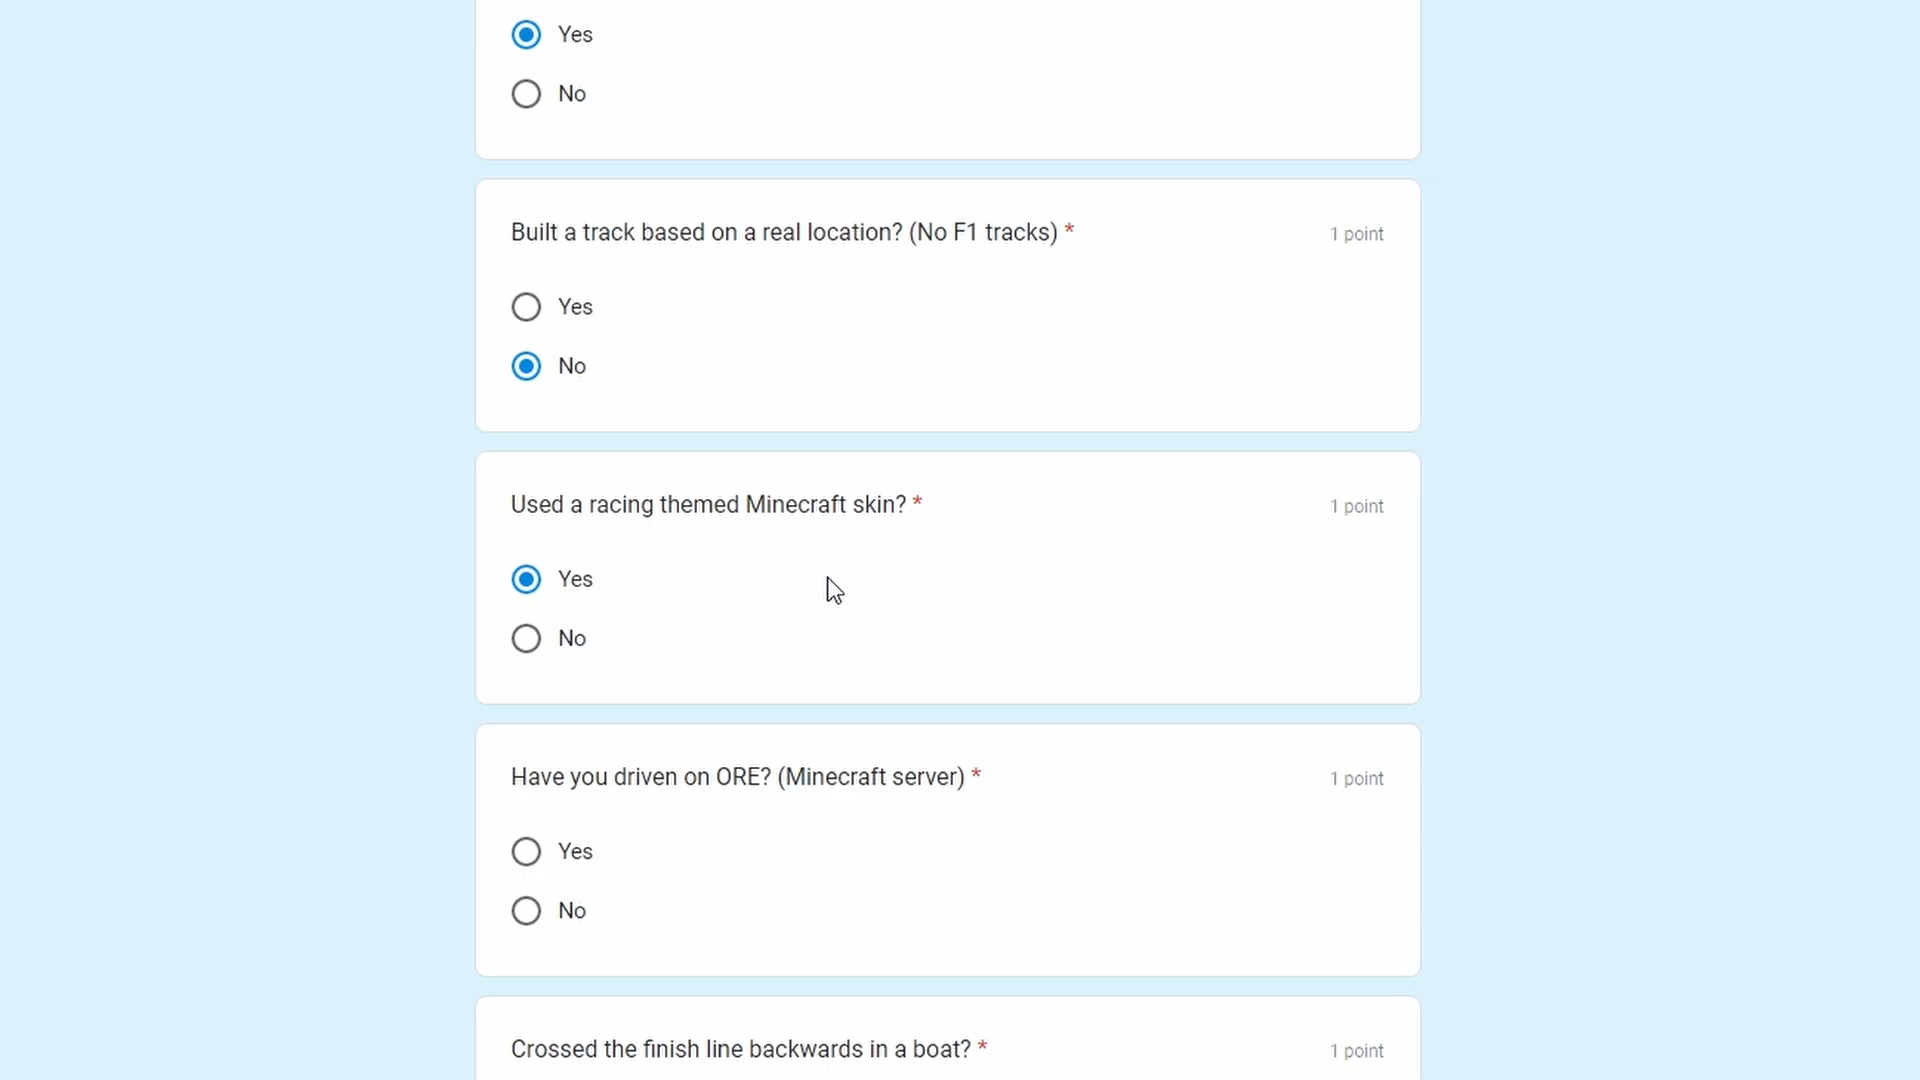 Yes
No
Built a track based on a real location? (No F1 tracks) * 1 point
Yes
No
Used a racing themed Minecraft skin? * 1 point
Yes
No
Have you driven on ORE? (Minecraft server) * 1 point
Yes
No
Crossed the finish line backwards in a boat? * 1 point